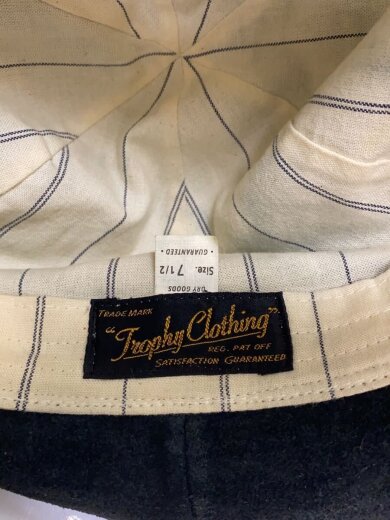 DRY GOODS
Size. 7 1/2
• GUARANTEED •
TRADE MARK
"Trophy Clothing".
REG. PAT OFF
SATISFACTION GUARANTEED